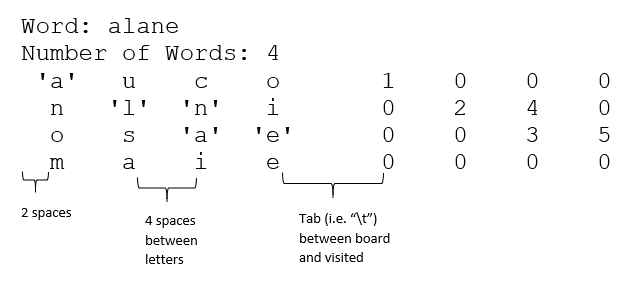 Word: alane
Number of Words: 4
'a' u c o 1 0 0 0
n 'l' 'n' i 0 2 4 0
o s 'a' 'e' 0 0 3 5
m a i e 0 0 0 0
2 spaces
4 spaces
between
letters
Tab (i.e. “\t”)
between board
and visited